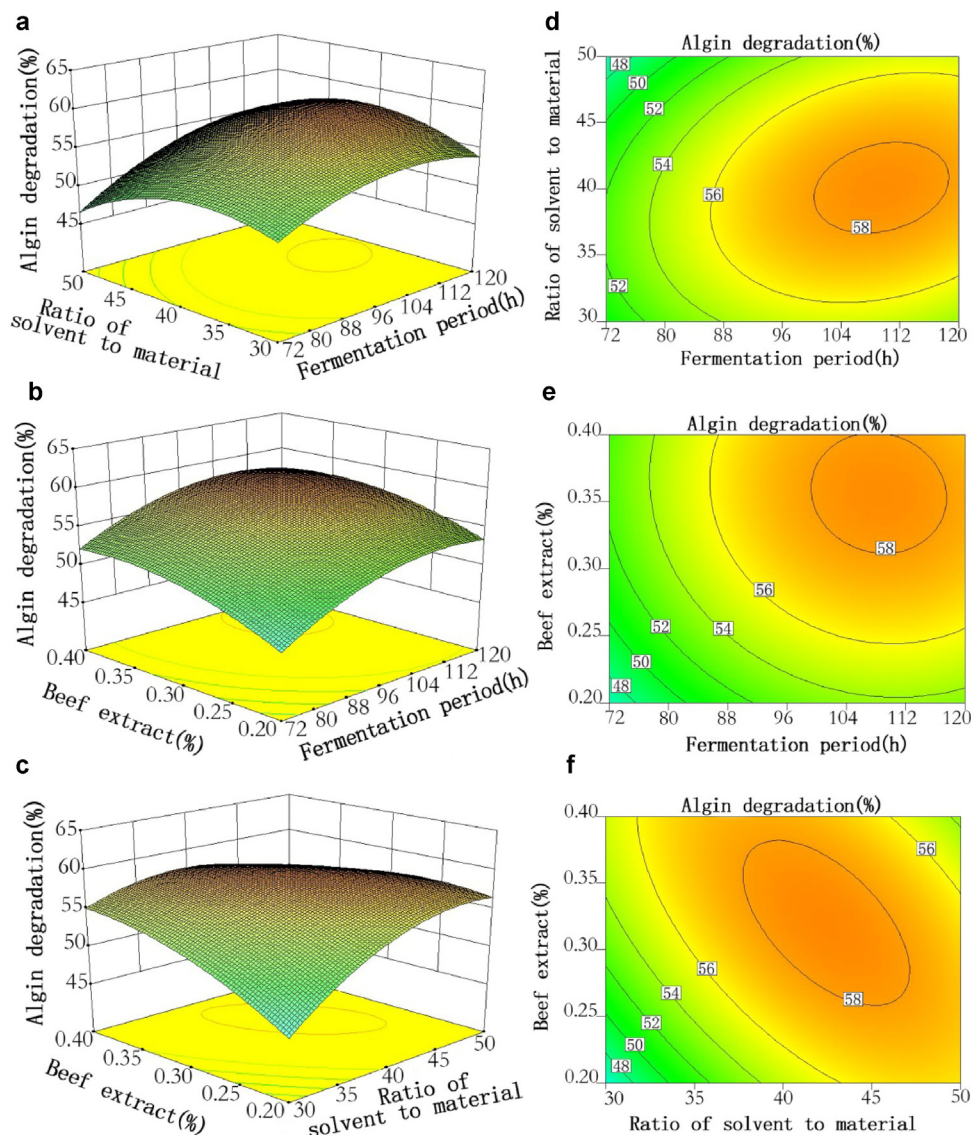 a
Algin degradation(%)
65
60
55
50
45
50
45
40
35
30
Ratio of
solvent to material
72
80
88
96
104
112
120
Fermentation period(h)
d
Algin degradation(%)
Ratio of solvent to material
50
45
40
35
30
48
50
52
54
56
58
52
72 80 88 96 104 112 120
Fermentation period(h)
b
Algin degradation(%)
65
60
55
50
45
0.40
0.35
0.30
0.25
0.20
Beef extract(%)
72
80
88
96
104
112
120
Fermentation period(h)
e
Algin degradation(%)
Beef extract(%)
0.40
0.35
0.30
0.25
0.20
58
56
54
52
50
48
72 80 88 96 104 112 120
Fermentation period(h)
c
Algin degradation(%)
65
60
55
50
45
0.40
0.35
0.30
0.25
0.20
Beef extract(%)
30
35
40
45
50
Ratio of
solvent to material
f
Algin degradation(%)
Beef extract(%)
0.40
0.35
0.30
0.25
0.20
56
56
58
54
52
50
48
30 35 40 45 50
Ratio of solvent to material